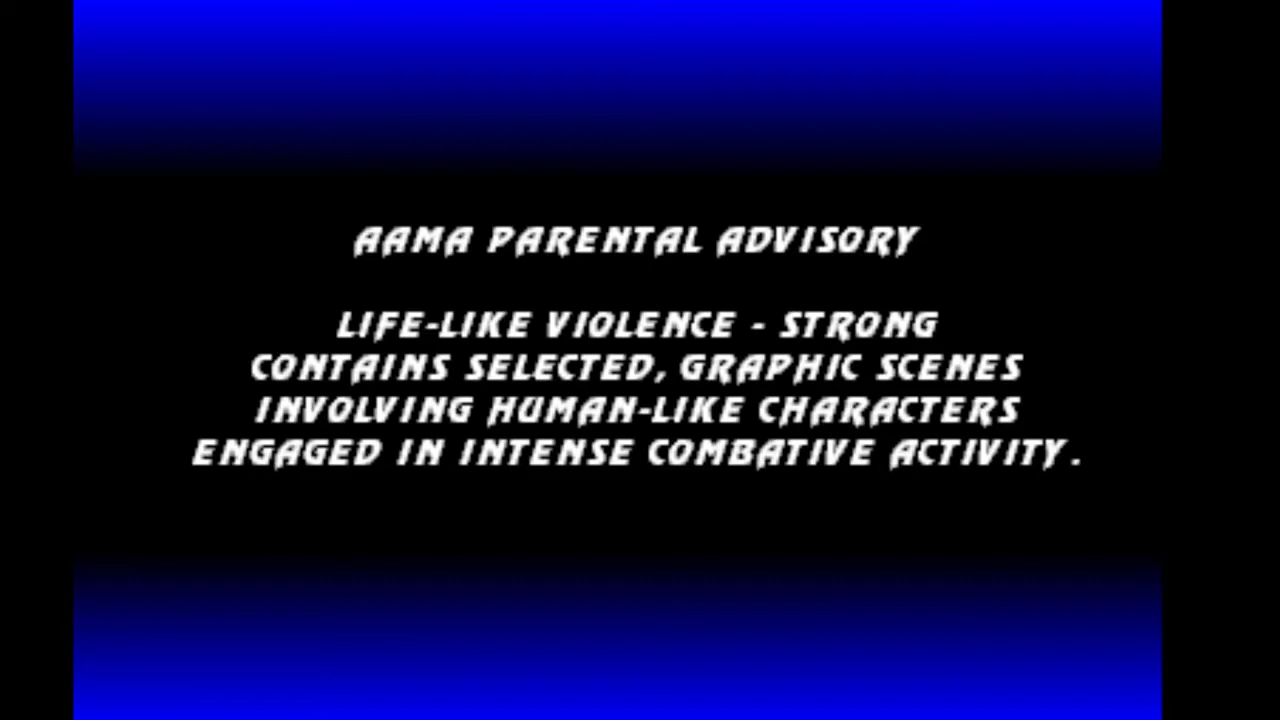 AAMA PARENTAL ADVISORY
LIFE-LIKE VIOLENCE - STRONG
CONTAINS SELECTED, GRAPHIC SCENES
INVOLVING HUMAN-LIKE CHARACTERS
ENGAGED IN INTENSE COMBATIVE ACTIVITY.